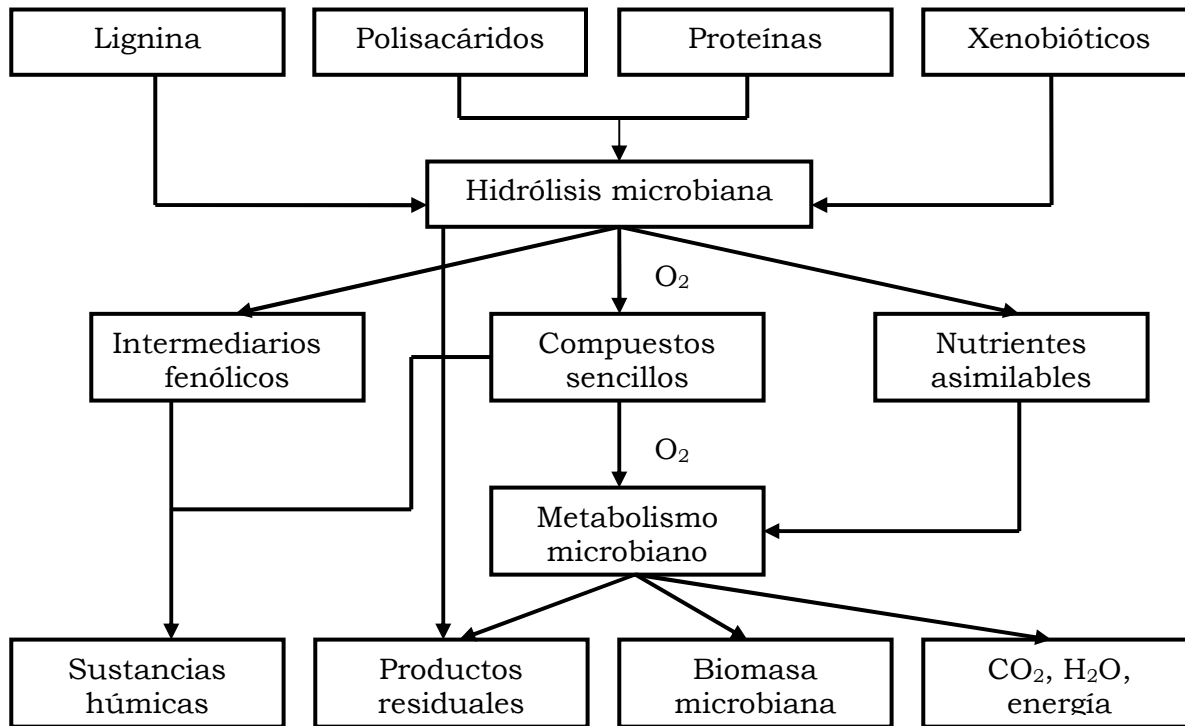 Lignina
Polisacáridos
Proteínas
Xenobióticos
Hidrólisis microbiana
O₂
Intermediarios
fenólicos
Compuestos
sencillos
Nutrientes
asimilables
O₂
Metabolismo
microbiano
Sustancias
húmicas
Productos
residuales
Biomasa
microbiana
CO₂, H₂O,
energía